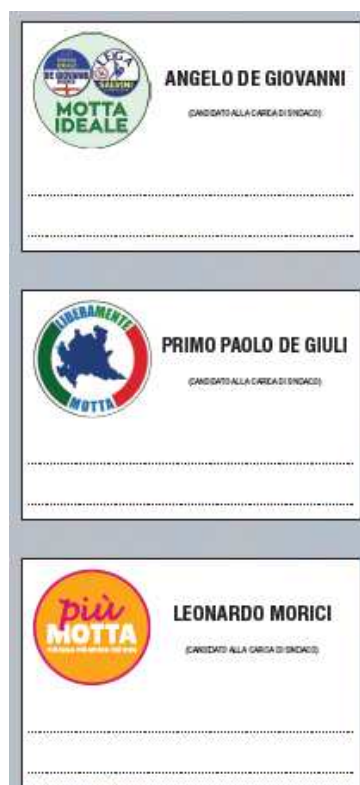 DE GIOVANNI
LEGA
SALVINI
MOTTA
IDEALE
ANGELO DE GIOVANNI
(CANDIDATO ALLA CARICA DI SINDACO)
LIBERAMENTE
MOTTA
PRIMO PAOLO DE GIULI
(CANDIDATO ALLA CARICA DI SINDACO)
più
MOTTA
LEONARDO MORICI
(CANDIDATO ALLA CARICA DI SINDACO)